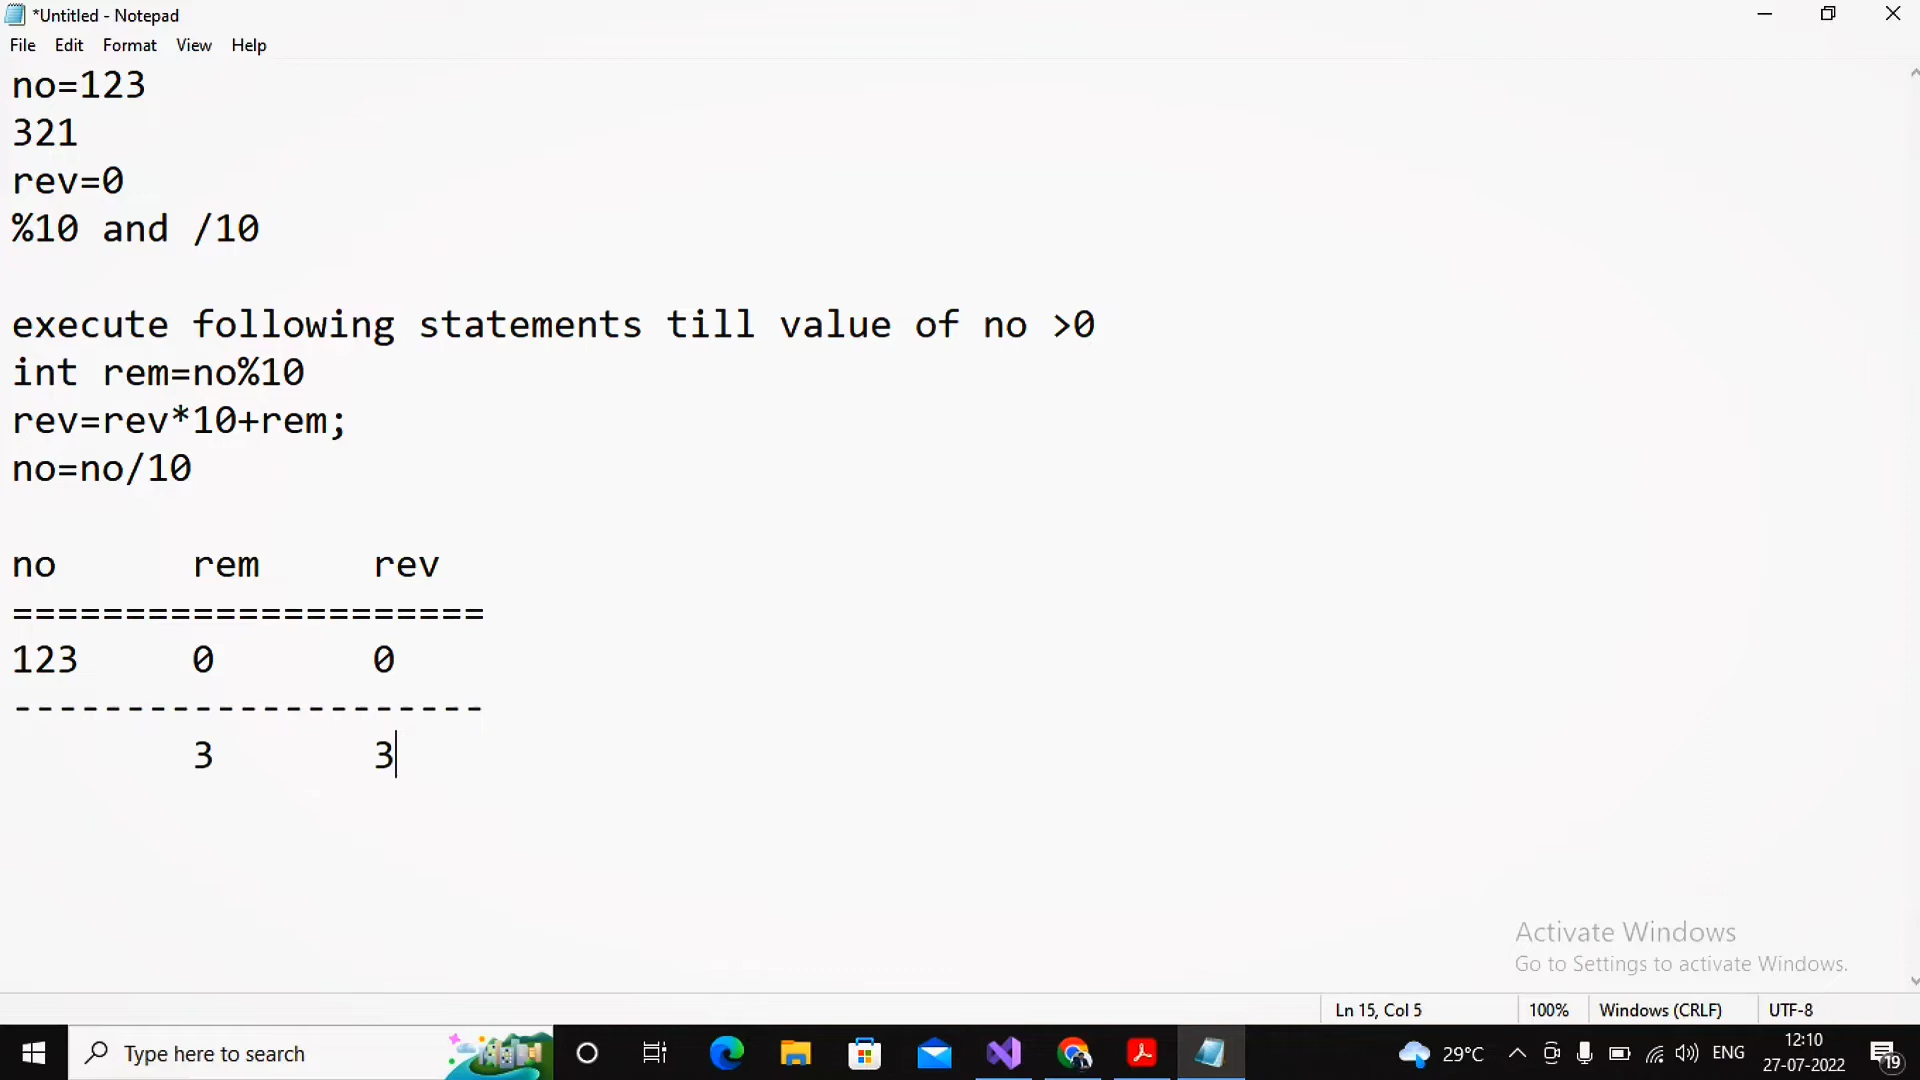 *Untitled - Notepad
File Edit Format View Help
no=123
321
rev=0
%10 and /10
execute following statements till value of no >0
int rem=no%10
rev=rev*10+rem;
no=no/10
no rem rev
=====================
123 0 0
---------------------
3 3
Activate Windows
Go to Settings to activate Windows.
Ln 15, Col 5 100% Windows (CRLF) UTF-8
Type here to search 29°C ENG 12:10
27-07-2022 19